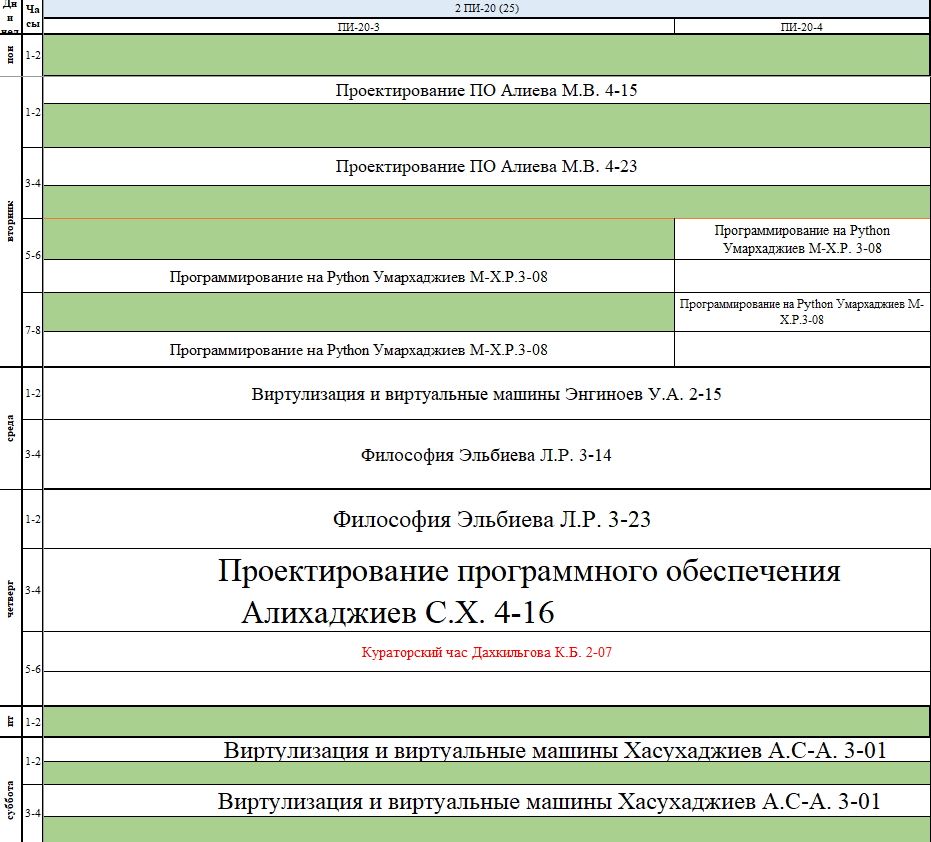 Дн
и
нед
Ча
сы
2 ПИ-20 (25)
ПИ-20-3
ПИ-20-4
пон
1-2
вторник
1-2
Проектирование ПО Алиева М.В. 4-15
3-4
Проектирование ПО Алиева М.В. 4-23
5-6
Программирование на Python
Умархаджиев М-Х.Р. 3-08
Программирование на Python Умархаджиев М-Х.Р.3-08
7-8
Программирование на Python Умархаджиев М-
Х.Р.3-08
Программирование на Python Умархаджиев М-Х.Р.3-08
среда
1-2
Виртулизация и виртуальные машины Энгиноев У.А. 2-15
3-4
Философия Эльбиева Л.Р. 3-14
четверг
1-2
Философия Эльбиева Л.Р. 3-23
3-4
Проектирование программного обеспечения
Алихаджиев С.Х. 4-16
5-6
Кураторский час Дахкильгова К.Б. 2-07
пт
1-2
суббота
1-2
Виртулизация и виртуальные машины Хасухаджиев А.С-А. 3-01
3-4
Виртулизация и виртуальные машины Хасухаджиев А.С-А. 3-01